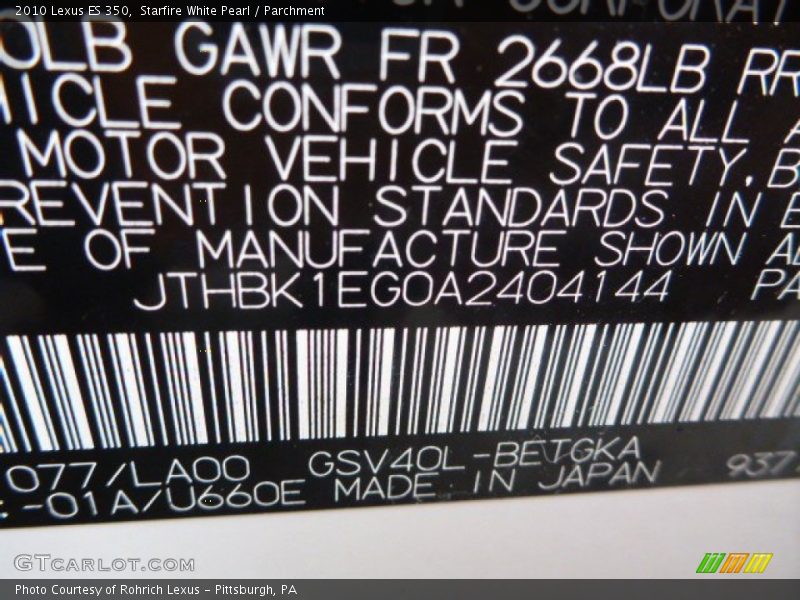 2010 Lexus ES 350, Starfire White Pearl / Parchment
0LB GAWR FR 2668LB RR
HICLE CONFORMS TO ALL A
MOTOR VEHICLE SAFETY, B
REVENTION STANDARDS IN E
E OF MANUFACTURE SHOWN A
JTHBK1EG0A2404144 PA
077/LA00 GSV40L-BETGKA 937
-01A/U660E MADE IN JAPAN
GTCARLOT.COM
Photo Courtesy of Rohrich Lexus - Pittsburgh, PA